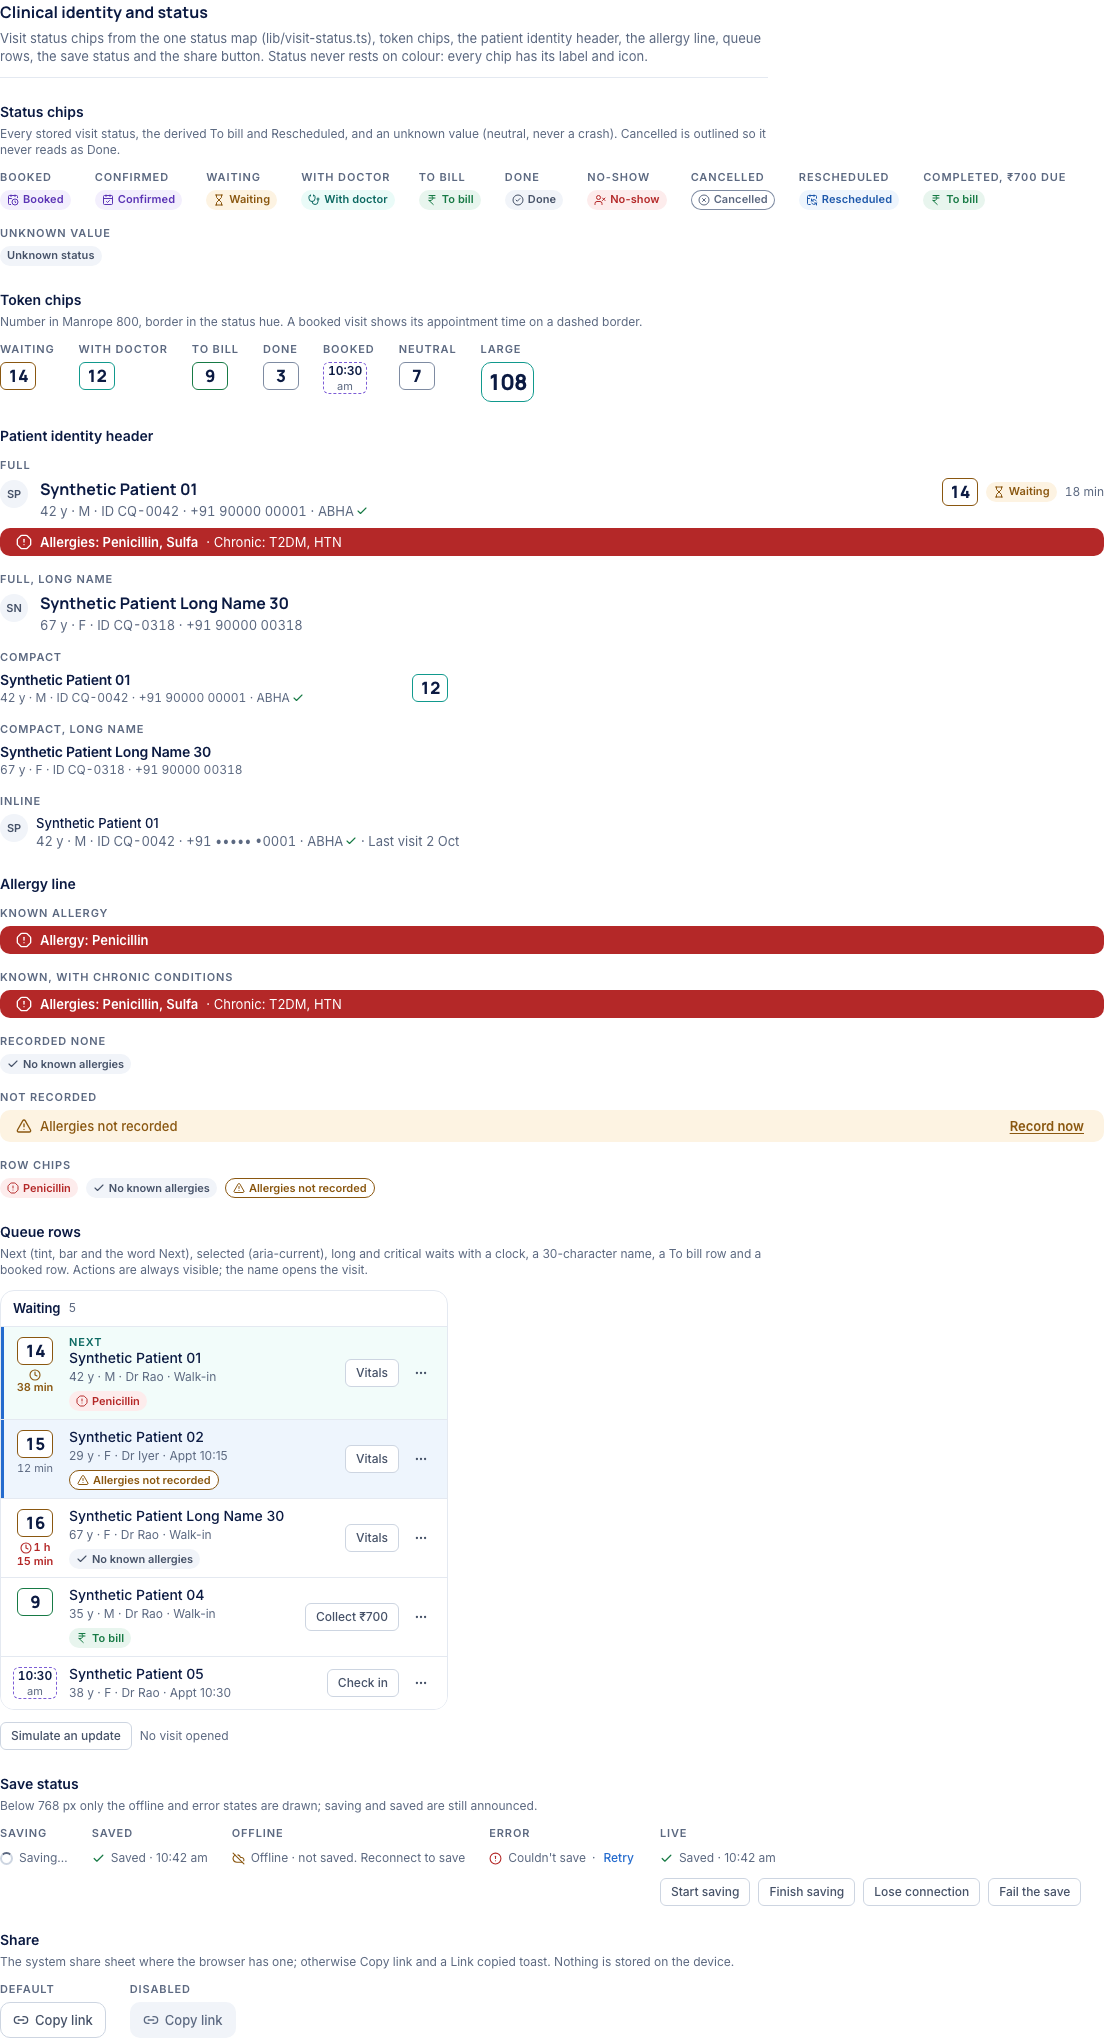 Clinical identity and status
Visit status chips from the one status map (lib/visit-status.ts), token chips, the patient identity header, the allergy line, queue
rows, the save status and the share button. Status never rests on colour: every chip has its label and icon.
Status chips
Every stored visit status, the derived To bill and Rescheduled, and an unknown value (neutral, never a crash). Cancelled is outlined so it
never reads as Done.
BOOKED CONFIRMED WAITING WITH DOCTOR TO BILL DONE NO-SHOW CANCELLED RESCHEDULED COMPLETED, ₹700 DUE
Booked Confirmed Waiting With doctor ₹ To bill Done No-show Cancelled Rescheduled ₹ To bill
UNKNOWN VALUE
Unknown status
Token chips
Number in Manrope 800, border in the status hue. A booked visit shows its appointment time on a dashed border.
WAITING WITH DOCTOR TO BILL DONE BOOKED NEUTRAL LARGE
14 12 9 3 10:30 am 7 108
Patient identity header
FULL
SP Synthetic Patient 01 14 Waiting 18 min
42 y · M · ID CQ-0042 · +91 90000 00001 · ABHA
Allergies: Penicillin, Sulfa · Chronic: T2DM, HTN
FULL, LONG NAME
SN Synthetic Patient Long Name 30
67 y · F · ID CQ-0318 · +91 90000 00318
COMPACT
Synthetic Patient 01 12
42 y · M · ID CQ-0042 · +91 90000 00001 · ABHA
COMPACT, LONG NAME
Synthetic Patient Long Name 30
67 y · F · ID CQ-0318 · +91 90000 00318
INLINE
SP Synthetic Patient 01
42 y · M · ID CQ-0042 · +91 ••••• •0001 · ABHA · Last visit 2 Oct
Allergy line
KNOWN ALLERGY
Allergy: Penicillin
KNOWN, WITH CHRONIC CONDITIONS
Allergies: Penicillin, Sulfa · Chronic: T2DM, HTN
RECORDED NONE
No known allergies
NOT RECORDED
Allergies not recorded Record now
ROW CHIPS
Penicillin No known allergies Allergies not recorded
Queue rows
Next (tint, bar and the word Next), selected (aria-current), long and critical waits with a clock, a 30-character name, a To bill row and a
booked row. Actions are always visible; the name opens the visit.
Waiting 5
NEXT
14 Synthetic Patient 01
42 y · M · Dr Rao · Walk-in Vitals ···
38 min
Penicillin
15 Synthetic Patient 02
12 min 29 y · F · Dr Iyer · Appt 10:15 Vitals ···
Allergies not recorded
16 Synthetic Patient Long Name 30
67 y · F · Dr Rao · Walk-in Vitals ···
1 h
15 min No known allergies
9 Synthetic Patient 04
35 y · M · Dr Rao · Walk-in Collect ₹700 ···
₹ To bill
10:30 Synthetic Patient 05
am 38 y · F · Dr Rao · Appt 10:30 Check in ···
Simulate an update No visit opened
Save status
Below 768 px only the offline and error states are drawn; saving and saved are still announced.
SAVING SAVED OFFLINE ERROR LIVE
Saving… Saved · 10:42 am Offline · not saved. Reconnect to save Couldn't save · Retry Saved · 10:42 am
Start saving Finish saving Lose connection Fail the save
Share
The system share sheet where the browser has one; otherwise Copy link and a Link copied toast. Nothing is stored on the device.
DEFAULT DISABLED
Copy link Copy link